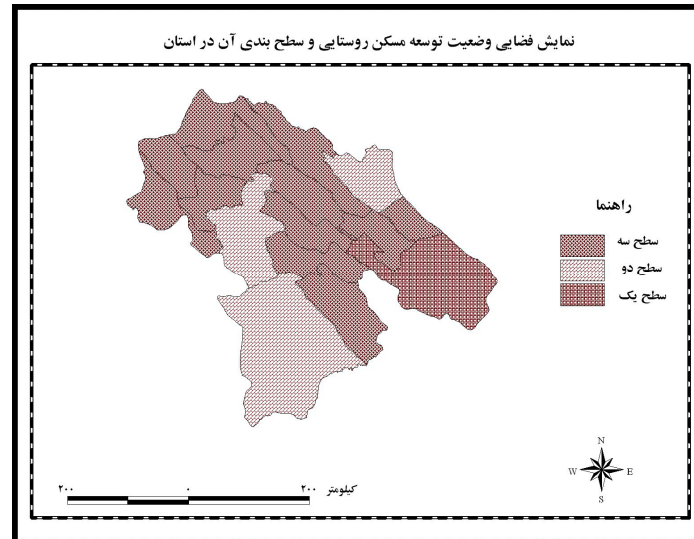 نمایش فضایی وضعیت توسعه مسکن روستایی و سطح بندی آن در استان
راهنما
سطح سه
سطح دو
سطح یک
N
W E
S
۲۰۰ ۰ ۲۰۰ کیلومتر